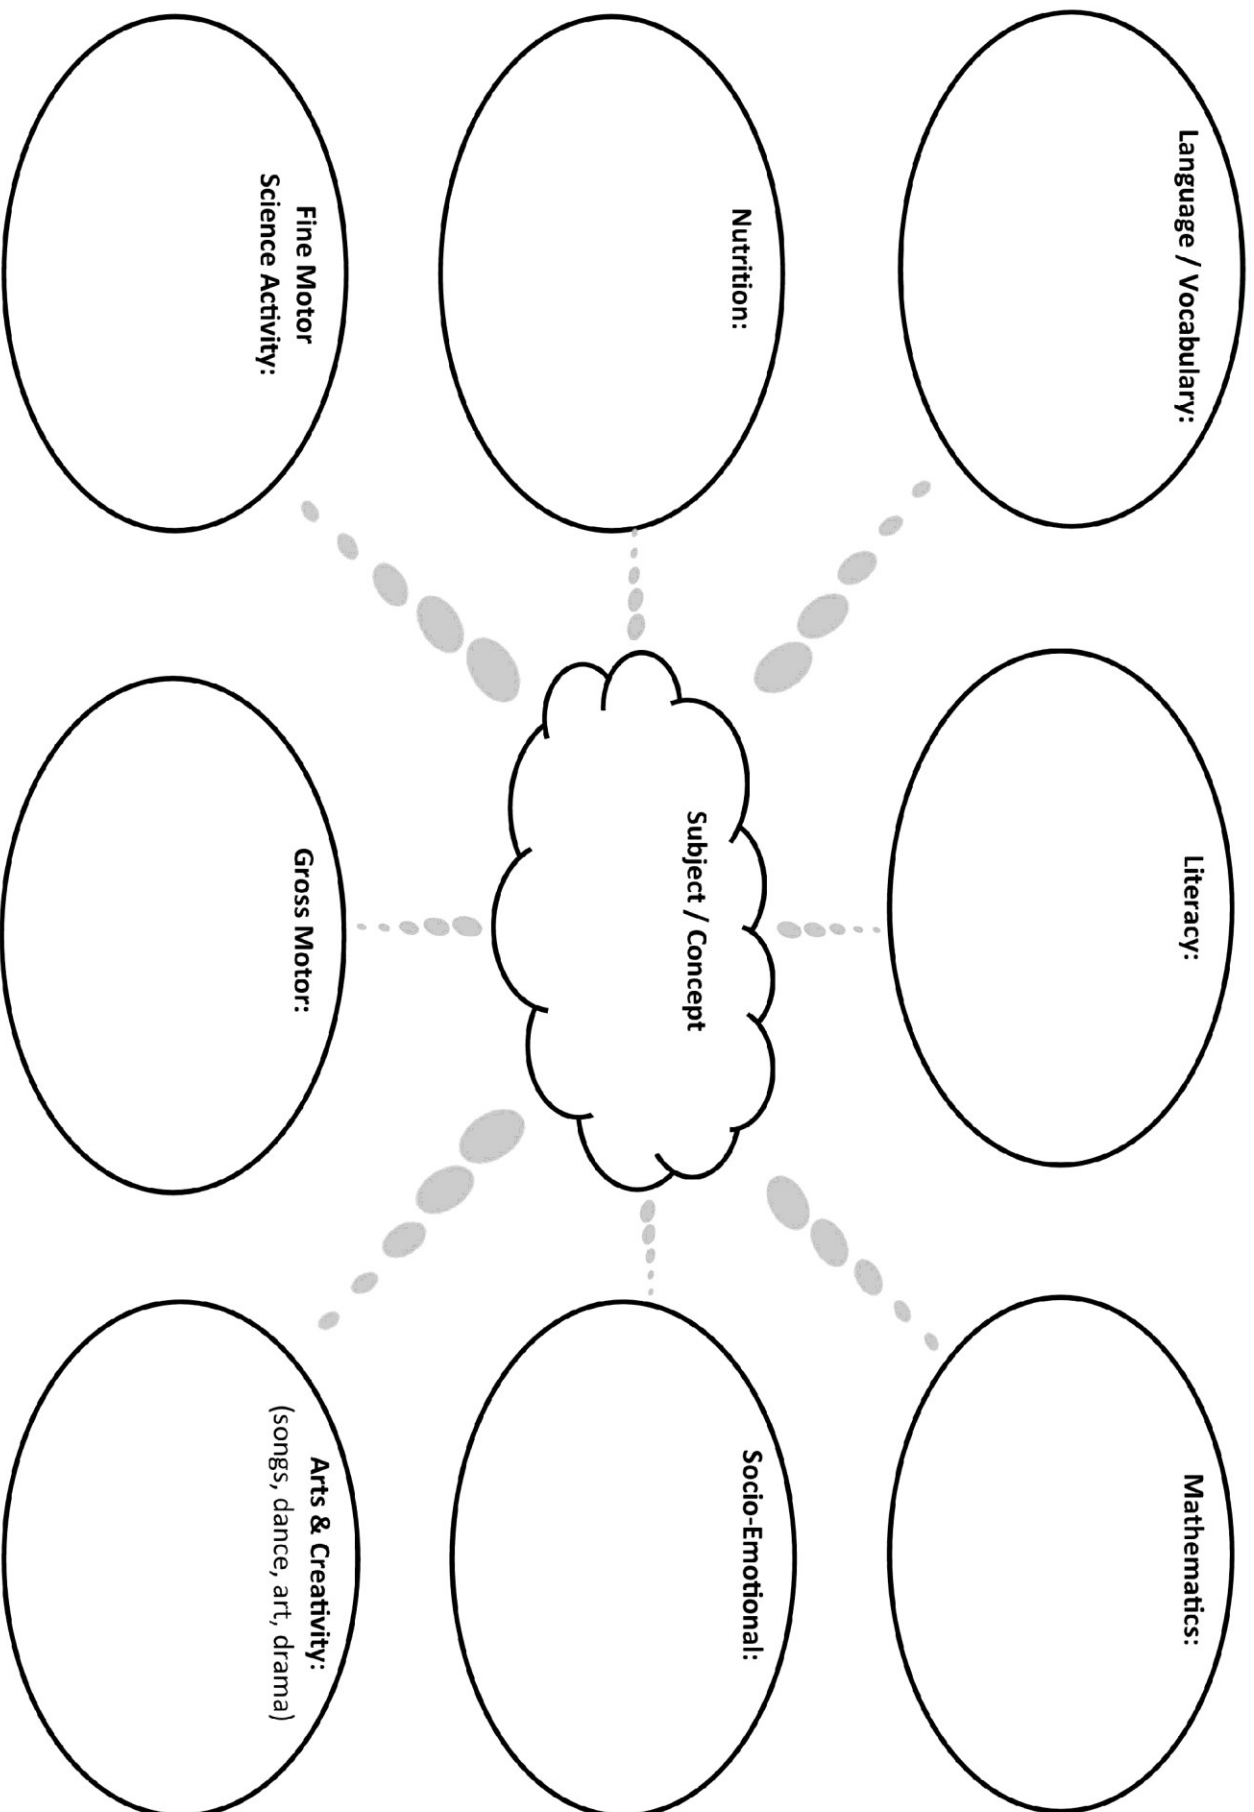 Language / Vocabulary:
Literacy:
Mathematics:
Nutrition:
Subject / Concept
Socio-Emotional:
Fine Motor
Science Activity:
Gross Motor:
Arts & Creativity:
(songs, dance, art, drama)